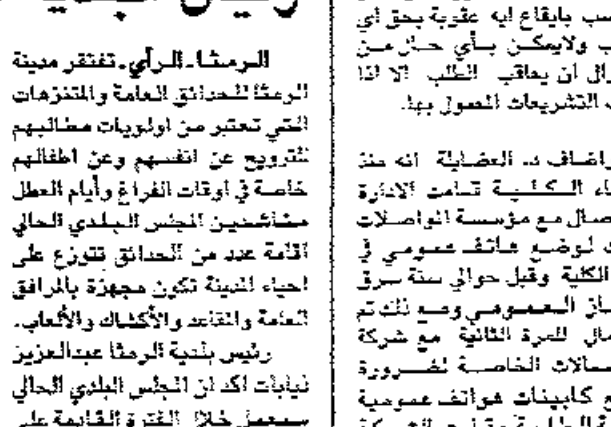 الرمثا ـ الرأي ـ تفتقر مدينة
الرمثا للحدائق العامة والمتنزهات
التي تعتبر من اولويات مطالبهم
للترويح عن انفسهم وعن اطفالهم
خاصة في اوقات الفراغ وأيام العطل
مناشدين المجلس البلدي الحالي
اقامة عدد من الحدائق تتوزع على
احياء المدينة تكون مجهزة بالمرافق
العامة والمقاعد والأكشاك والألعاب.
رئيس بلدية الرمثا عبدالعزيز
ذيابات اكد ان المجلس البلدي الحالي
سيعمل خلال الفترة القادمة على
بايقاع ايه عقوبة بحق اي
ولايمكن بأي حال من
ان يعاقب الطلب الا اذا
التشريعات المعمول بها.
واضاف د. العضايلة انه منذ
الكلية قامت الادارة
مع مؤسسة المواصلات
لوضع هاتف عمومي في
الكلية وقبل حوالي سنة سرق
العمومي ومع ذلك تم
للمرة الثانية مع شركة
الخاصة لضرورة
كابينات هواتف عمومية